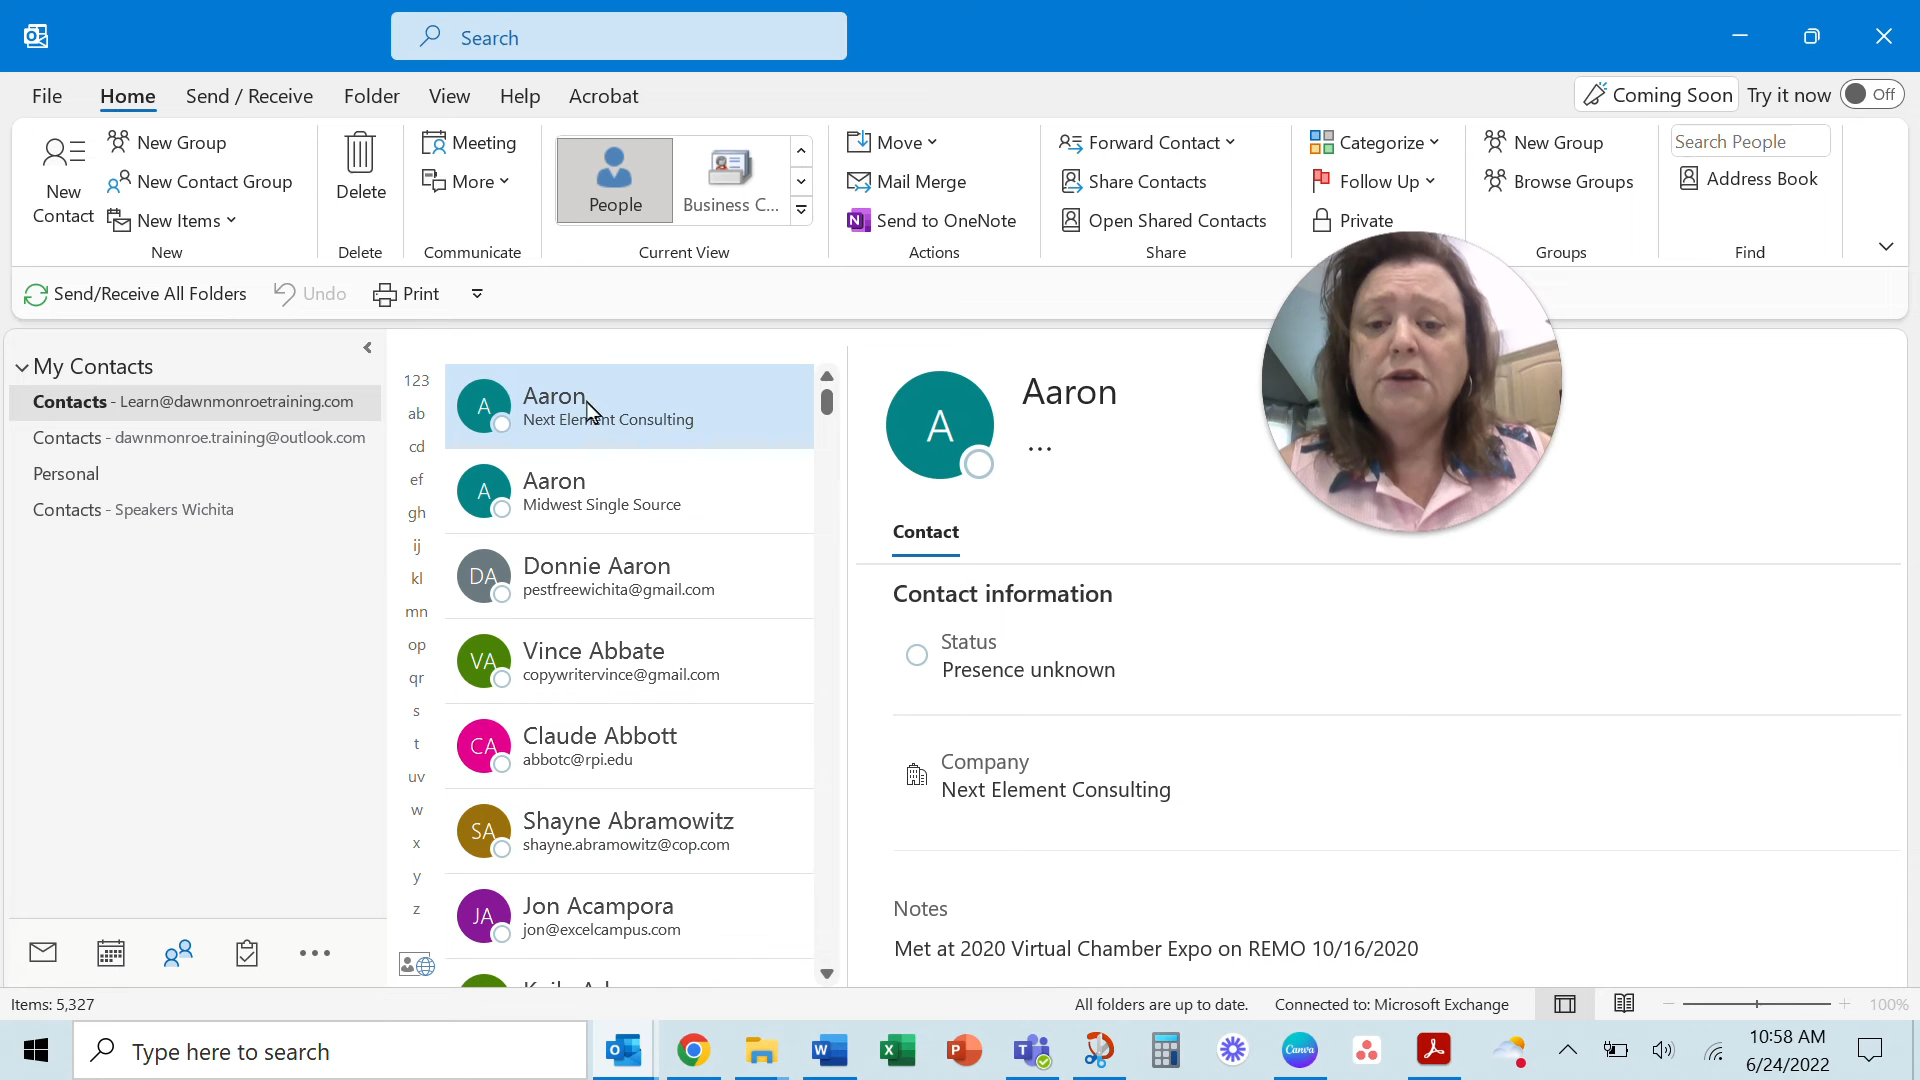 Search
File Home Send / Receive Folder View Help Acrobat
Coming Soon Try it now Off
New Contact
New Group
New Contact Group
New Items
New
Delete
Delete
Meeting
More
Communicate
People
Business C...
Current View
Move
Mail Merge
Send to OneNote
Actions
Forward Contact
Share Contacts
Open Shared Contacts
Share
Categorize
Follow Up
Private
New Group
Browse Groups
Groups
Search People
Address Book
Find
Send/Receive All Folders Undo Print
My Contacts
Contacts - Learn@dawnmonroetraining.com
Contacts - dawnmonroe.training@outlook.com
Personal
Contacts - Speakers Wichita
123
ab
cd
ef
gh
ij
kl
mn
op
qr
s
t
uv
w
x
y
z
A
Aaron
Next Element Consulting
A
Aaron
Midwest Single Source
DA
Donnie Aaron
pestfreewichita@gmail.com
VA
Vince Abbate
copywritervince@gmail.com
CA
Claude Abbott
abbotc@rpi.edu
SA
Shayne Abramowitz
shayne.abramowitz@cop.com
JA
Jon Acampora
jon@excelcampus.com
A
Aaron
...
Contact
Contact information
Status
Presence unknown
Company
Next Element Consulting
Notes
Met at 2020 Virtual Chamber Expo on REMO 10/16/2020
Items: 5,327
All folders are up to date. Connected to: Microsoft Exchange
100%
Type here to search
Canva
10:58 AM
6/24/2022